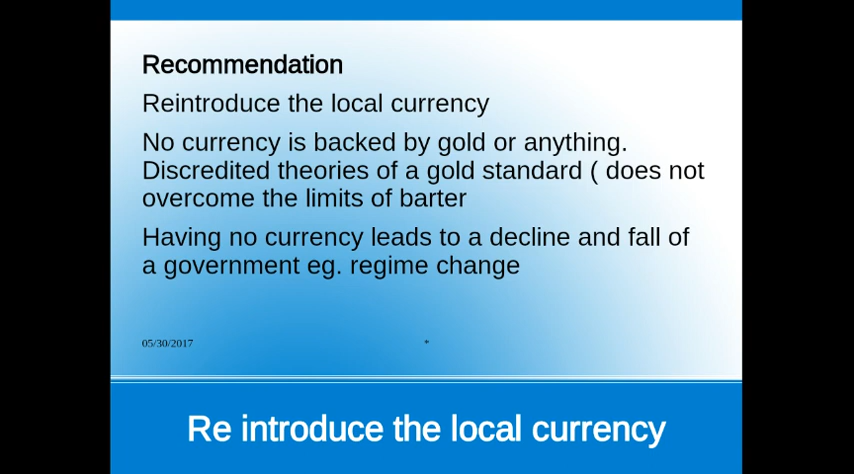 Recommendation
Reintroduce the local currency
No currency is backed by gold or anything.
Discredited theories of a gold standard ( does not
overcome the limits of barter
Having no currency leads to a decline and fall of
a government eg. regime change
05/30/2017
*
Re introduce the local currency